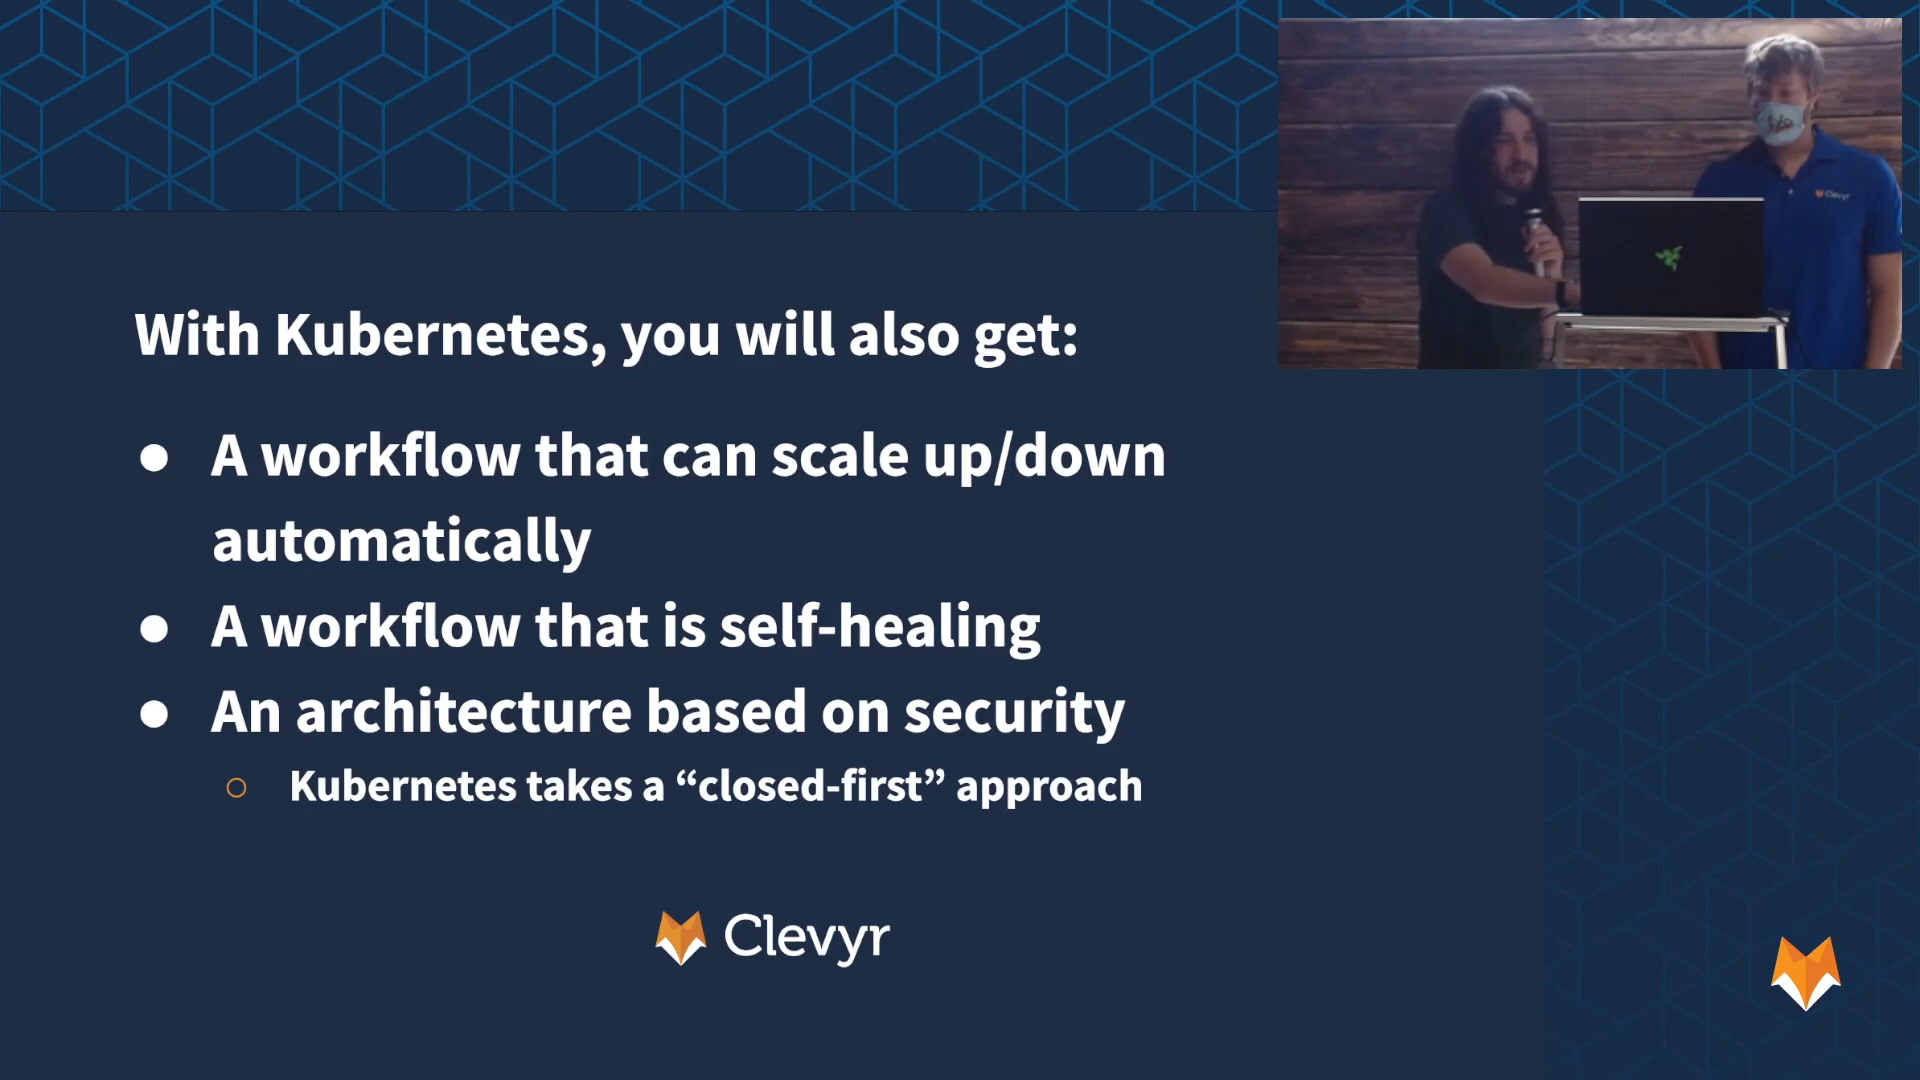 With Kubernetes, you will also get:
● A workflow that can scale up/down
automatically
● A workflow that is self-healing
● An architecture based on security
○ Kubernetes takes a “closed-first” approach
Clevyr
Clevyr